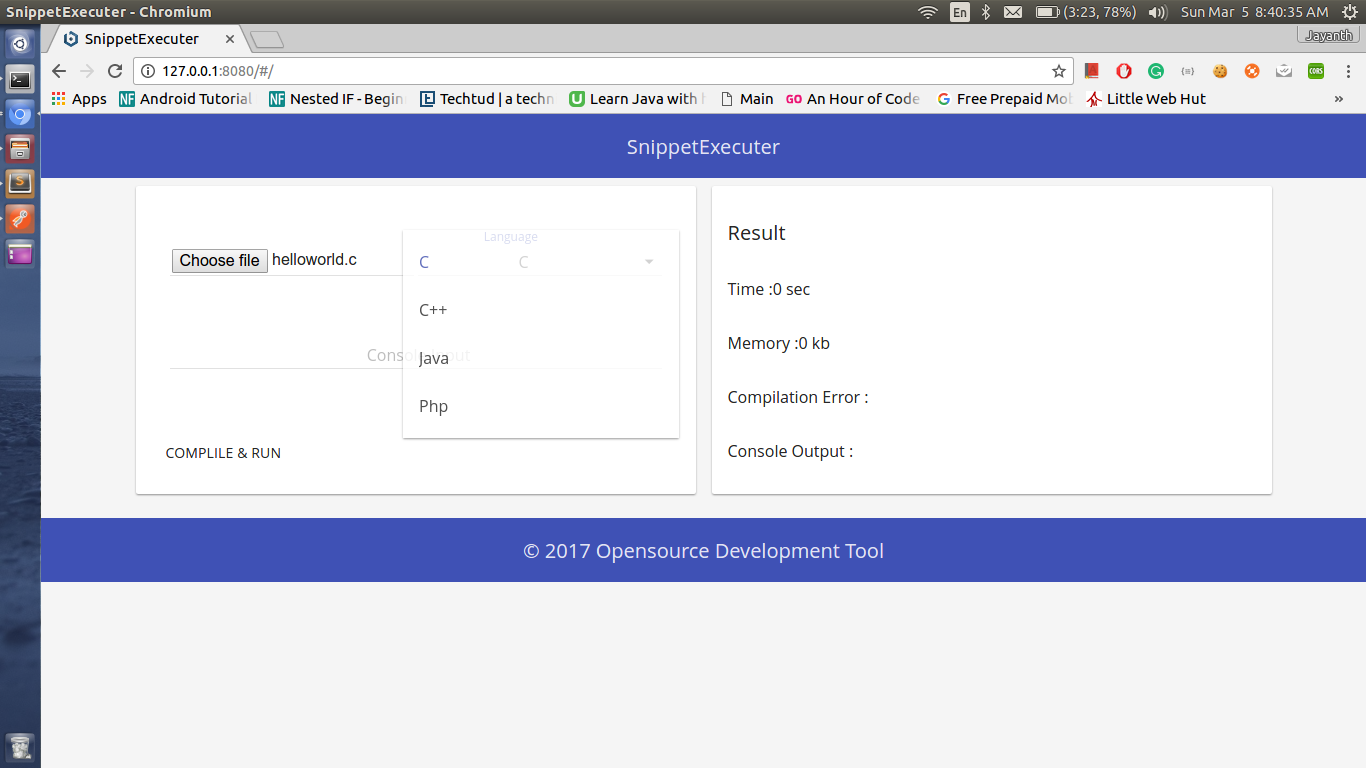 SnippetExecuter - Chromium
En
(3:23, 78%)
Sun Mar 5 8:40:35 AM
SnippetExecuter
Jayanth
127.0.0.1:8080/#/
CORS
Apps
NF Android Tutorial
NF Nested IF - Begin
Techtud | a techn
Learn Java with
Main
GO An Hour of Code
G Free Prepaid Mob
Little Web Hut
»
SnippetExecuter
Choose file helloworld.c
Language
C
C
C++
Java
Php
COMPLILE & RUN
Result
Time :0 sec
Memory :0 kb
Compilation Error :
Console Output :
© 2017 Opensource Development Tool